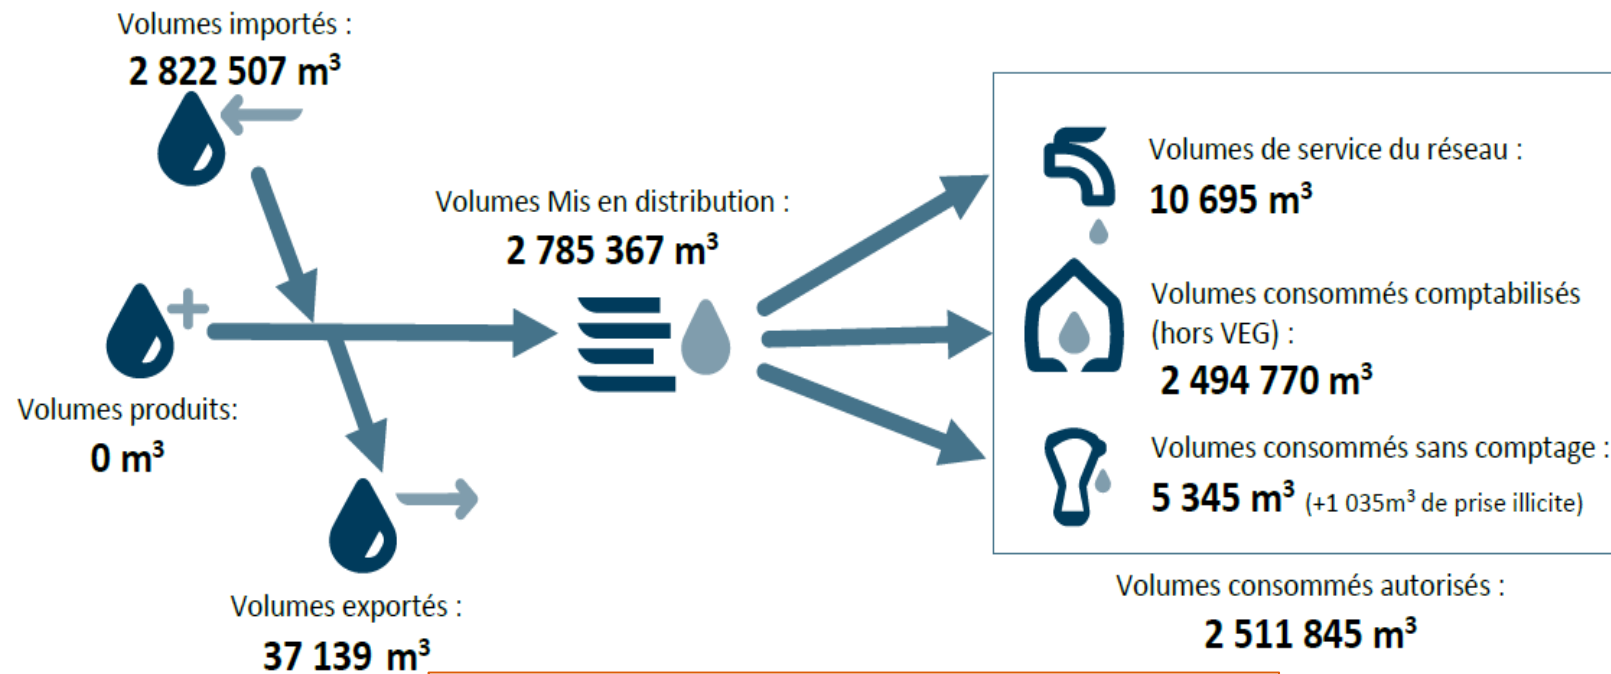 Volumes importés :
2 822 507 m³
Volumes Mis en distribution :
2 785 367 m³
Volumes produits:
0 m³
Volumes exportés :
37 139 m³
Volumes de service du réseau :
10 695 m³
Volumes consommés comptabilisés
(hors VEG) :
2 494 770 m³
Volumes consommés sans comptage :
5 345 m³ (+1 035m³ de prise illicite)
Volumes consommés autorisés :
2 511 845 m³